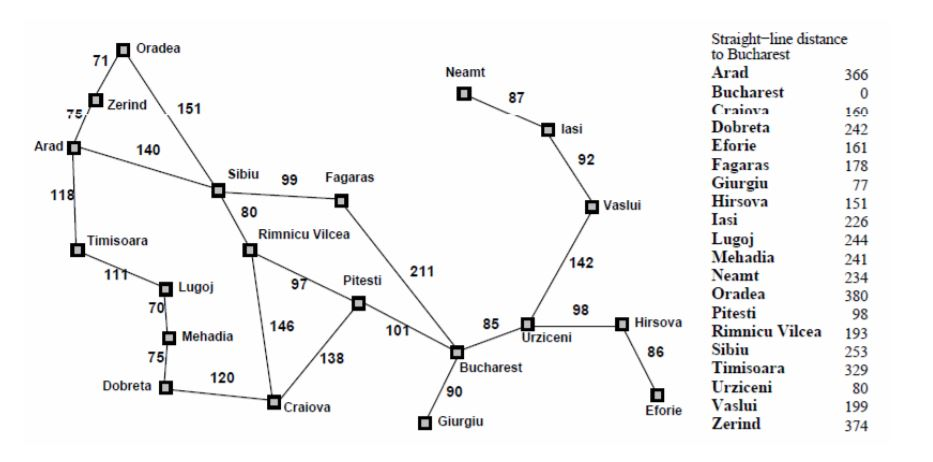 Oradea
71
Zerind
75
151
Arad
140
Sibiu
99
Fagaras
118
80
Timisoara
Rimnicu Vilcea
111
Lugoj
97
Pitesti
211
70
Mehadia
146
101
75
138
Dobreta
120
Craiova
Neamt
87
Iasi
92
Vaslui
142
98
Hirsova
85
Urziceni
86
Bucharest
90
Giurgiu
Eforie
Straight−line distance
to Bucharest
Arad 366
Bucharest 0
Craiova 160
Dobreta 242
Eforie 161
Fagaras 178
Giurgiu 77
Hirsova 151
Iasi 226
Lugoj 244
Mehadia 241
Neamt 234
Oradea 380
Pitesti 98
Rimnicu Vilcea 193
Sibiu 253
Timisoara 329
Urziceni 80
Vaslui 199
Zerind 374